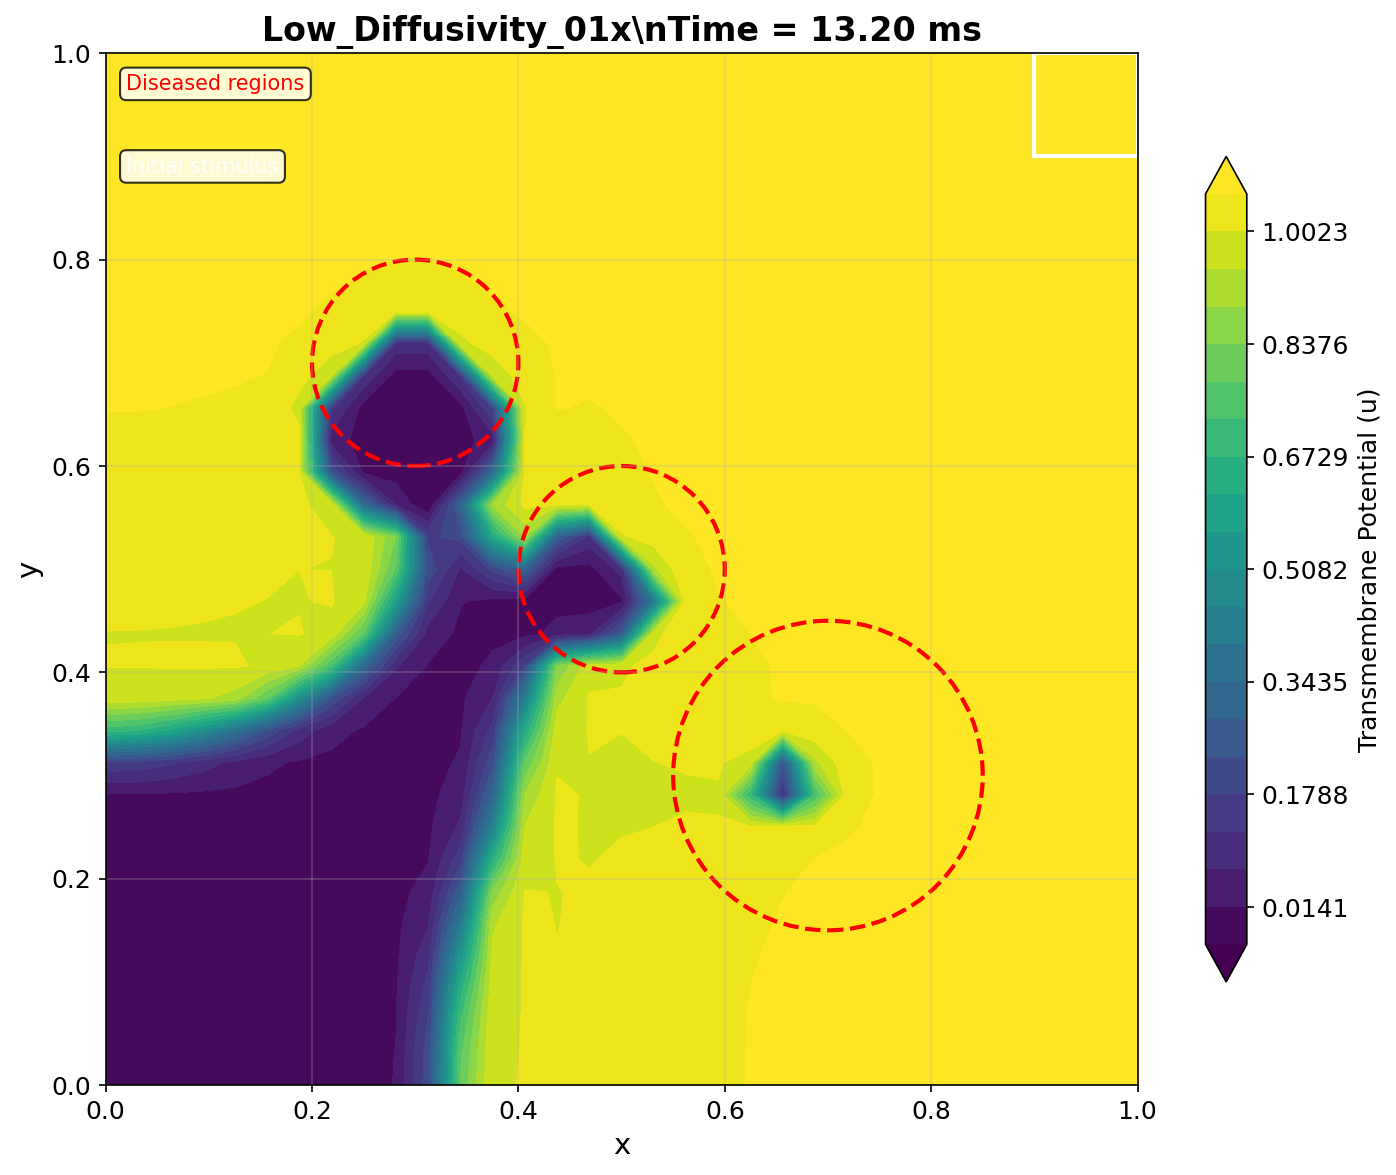 Low_Diffusivity_01x\nTime = 13.20 ms
Diseased regions
Initial stimulus
1.0
0.8
0.6
0.4
0.2
0.0
y
0.0 0.2 0.4 0.6 0.8 1.0
x
1.0023
0.8376
0.6729
0.5082
0.3435
0.1788
0.0141
Transmembrane Potential (u)